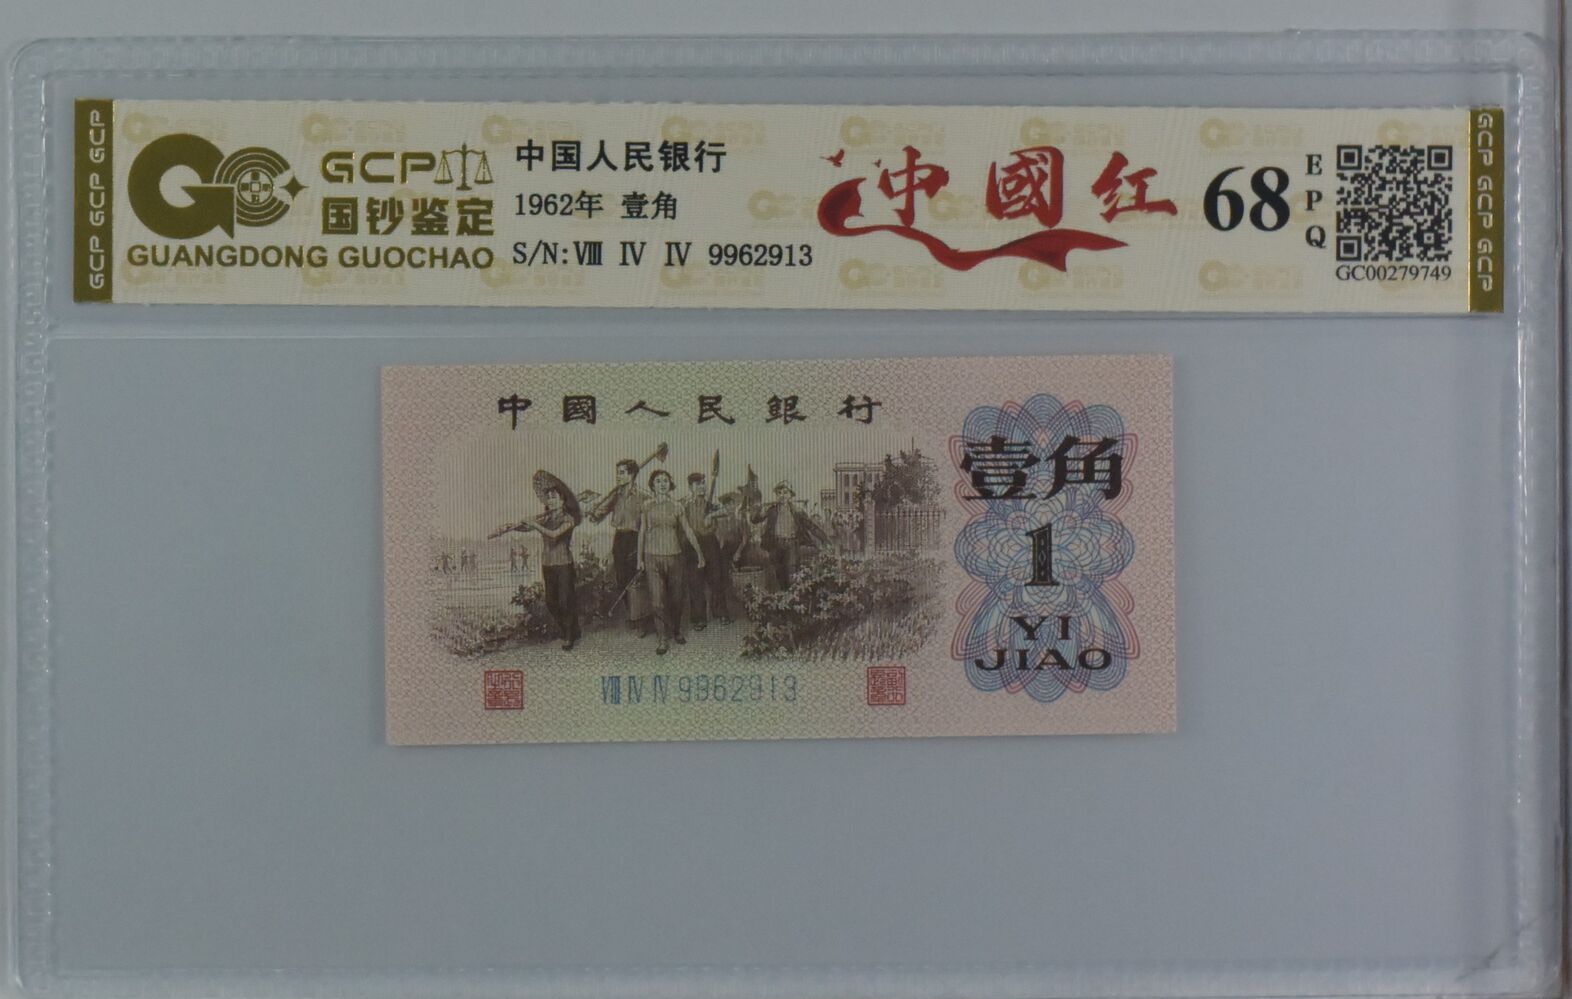 GCP GCP GCP
GCP
国钞鉴定
GUANGDONG GUOCHAO
中国人民银行
1962年 壹角
S/N:Ⅷ Ⅳ Ⅳ 9962913
中國红
68
EPQ
GC00279749
GCP GCP GCP
中國人民銀行
壹角
1
YI
JIAO
Ⅷ Ⅳ Ⅳ 9962913